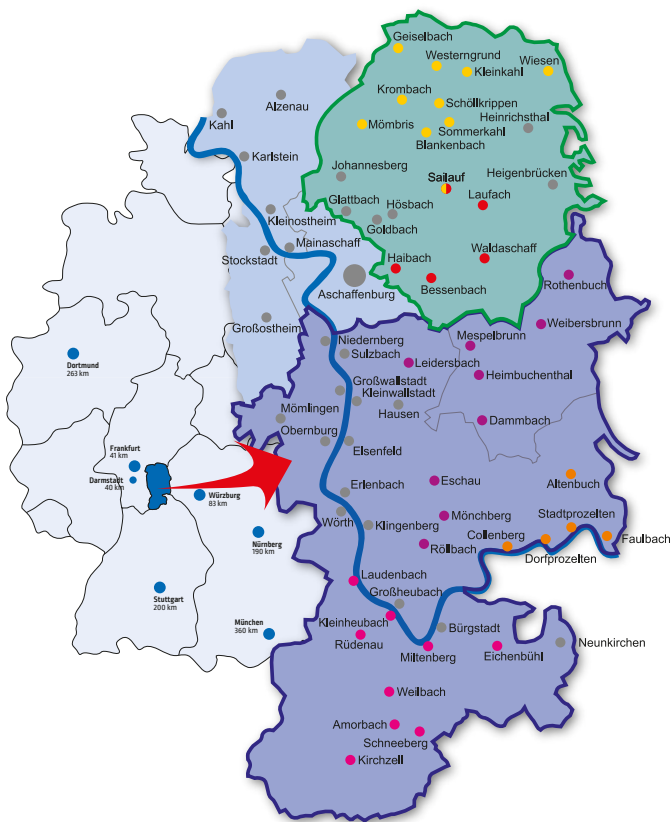 Geiselbach
Westerngrund
Wiesen
Kleinkahl
Alzenau
Krombach
Schöllkrippen
Kahl
Heinrichsthal
Mömbris
Sommerkahl
Blankenbach
Karlstein
Johannesberg
Sailauf
Heigenbrücken
Laufach
Glattbach
Hösbach
Kleinostheim
Goldbach
Mainaschaff
Stockstadt
Haibach
Waldaschaff
Aschaffenburg
Bessenbach
Rothenbuch
Großostheim
Weibersbrunn
Niedernberg
Mespelbrunn
Sulzbach
Leidersbach
Dortmund
263 km
Großwallstadt
Heimbuchenthal
Kleinwallstadt
Mömlingen
Hausen
Dammbach
Obernburg
Elsenfeld
Frankfurt
41 km
Darmstadt
40 km
Würzburg
83 km
Erlenbach
Eschau
Altenbuch
Wörth
Klingenberg
Mönchberg
Stadtprozelten
Collenberg
Faulbach
Nürnberg
190 km
Röllbach
Dorfprozelten
Laudenbach
Stuttgart
200 km
Großheubach
Kleinheubach
Bürgstadt
München
360 km
Rüdenau
Miltenberg
Eichenbühl
Neunkirchen
Weilbach
Amorbach
Schneeberg
Kirchzell